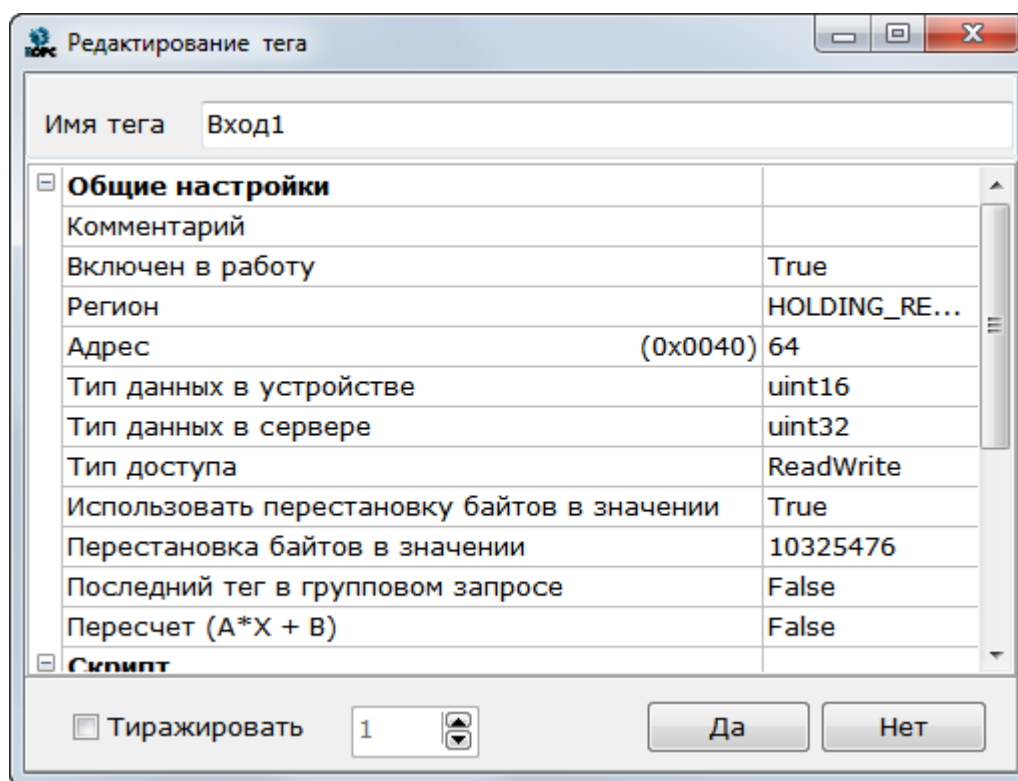 Редактирование тега
Имя тега Вход1
Общие настройки
Комментарий
Включен в работу True
Регион HOLDING_RE...
Адрес (0x0040) 64
Тип данных в устройстве uint16
Тип данных в сервере uint32
Тип доступа ReadWrite
Использовать перестановку байтов в значении True
Перестановка байтов в значении 10325476
Последний тег в групповом запросе False
Пересчет (A*X + B) False
Скрипт
Тиражировать 1 Да Нет